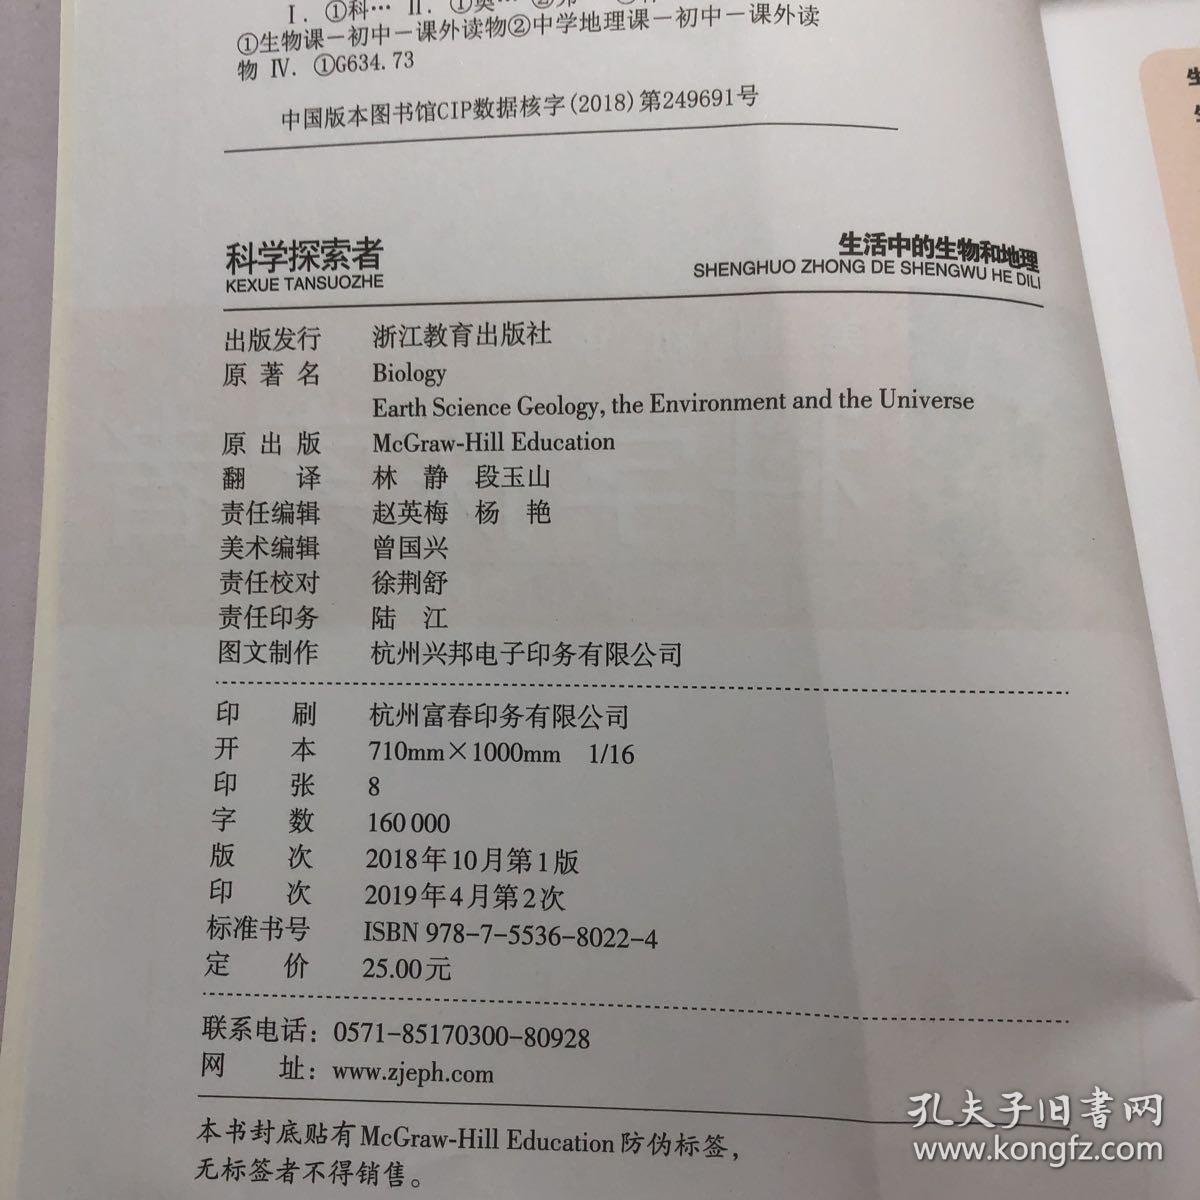 Ⅰ. ①科… Ⅱ. ①奥…
①生物课－初中－课外读物②中学地理课－初中－课外读
物 Ⅳ. ①G634.73
中国版本图书馆CIP数据核字(2018)第249691号
科学探索者
KEXUE TANSUOZHE
生活中的生物和地理
SHENGHUO ZHONG DE SHENGWU HE DILI
出版发行 浙江教育出版社
原著名 Biology
Earth Science Geology, the Environment and the Universe
原出版 McGraw-Hill Education
翻译 林静 段玉山
责任编辑 赵英梅 杨艳
美术编辑 曾国兴
责任校对 徐荆舒
责任印务 陆江
图文制作 杭州兴邦电子印务有限公司
印刷 杭州富春印务有限公司
开本 710mm×1000mm 1/16
印张 8
字数 160 000
版次 2018年10月第1版
印次 2019年4月第2次
标准书号 ISBN 978-7-5536-8022-4
定价 25.00元
联系电话：0571-85170300-80928
网址：www.zjeph.com
本书封底贴有McGraw-Hill Education防伪标签，
无标签者不得销售。
孔夫子旧书网
www.kongfz.com